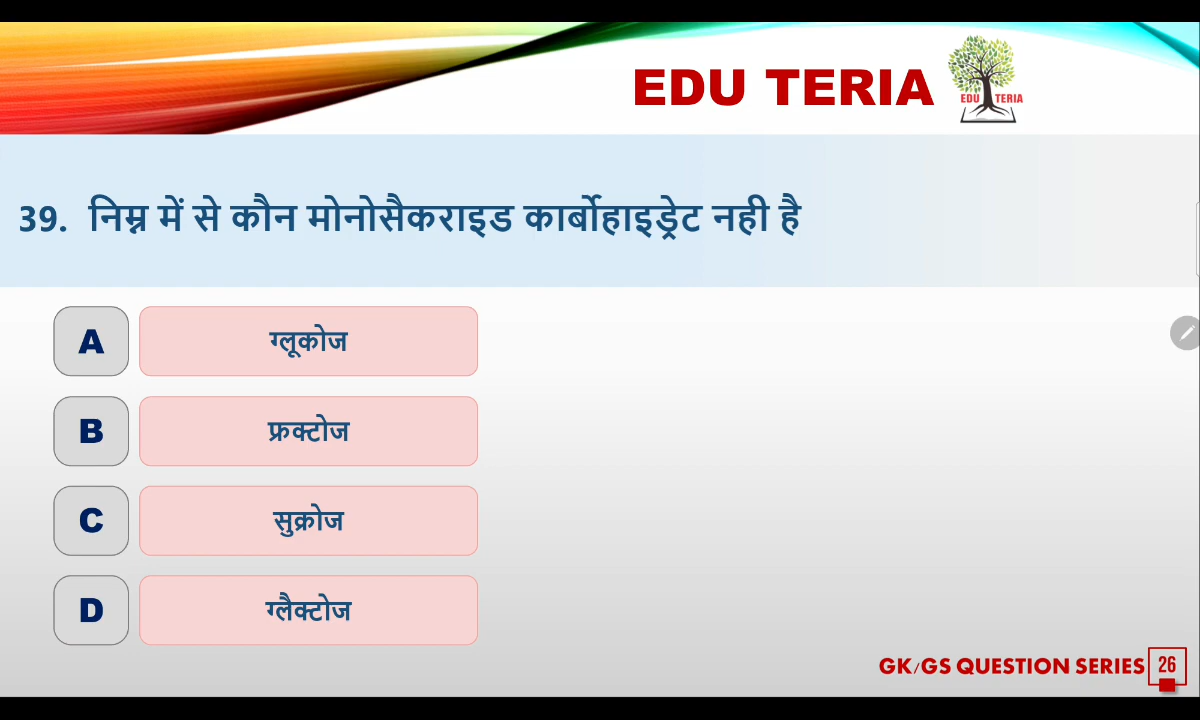 EDU TERIA
EDU TERIA
39. निम्न में से कौन मोनोसैकराइड कार्बोहाइड्रेट नही है
A ग्लूकोज
B फ्रक्टोज
C सुक्रोज
D ग्लैक्टोज
GK/GS QUESTION SERIES 26